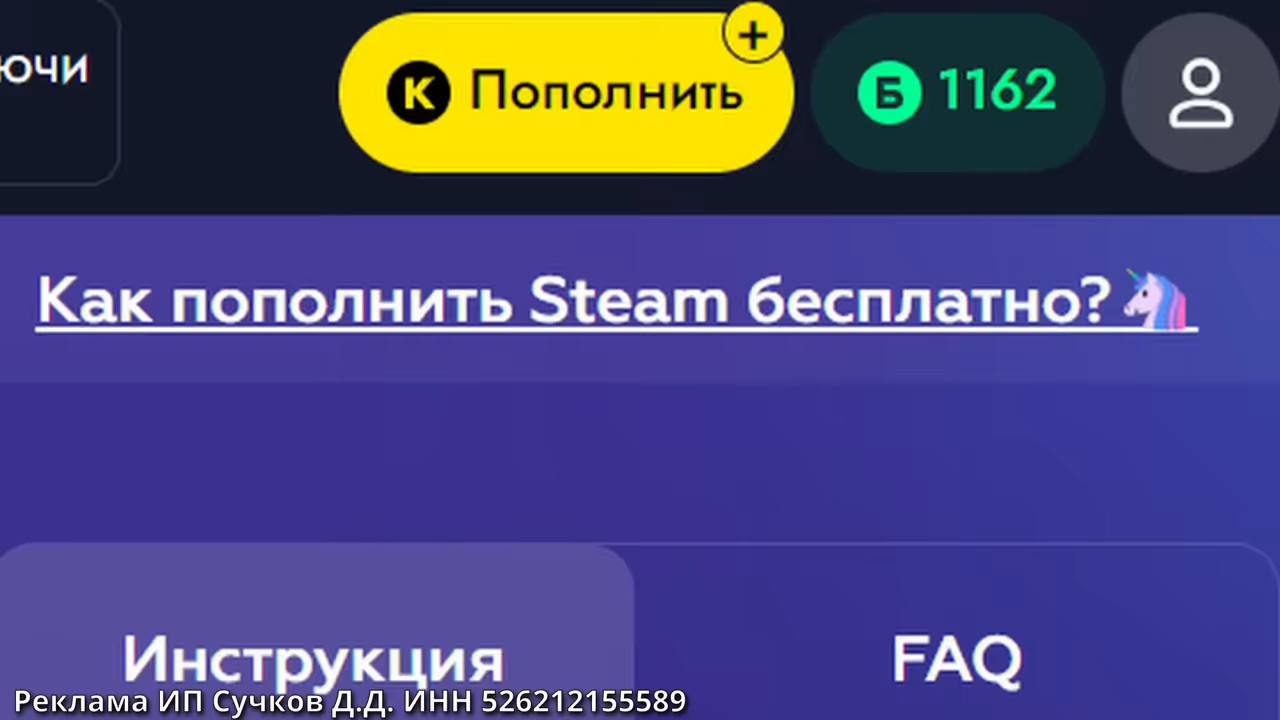 ючи
К Пополнить +
Б 1162
Как пополнить Steam бесплатно?🦄
Инструкция
FAQ
Реклама ИП Сучков Д.Д. ИНН 526212155589